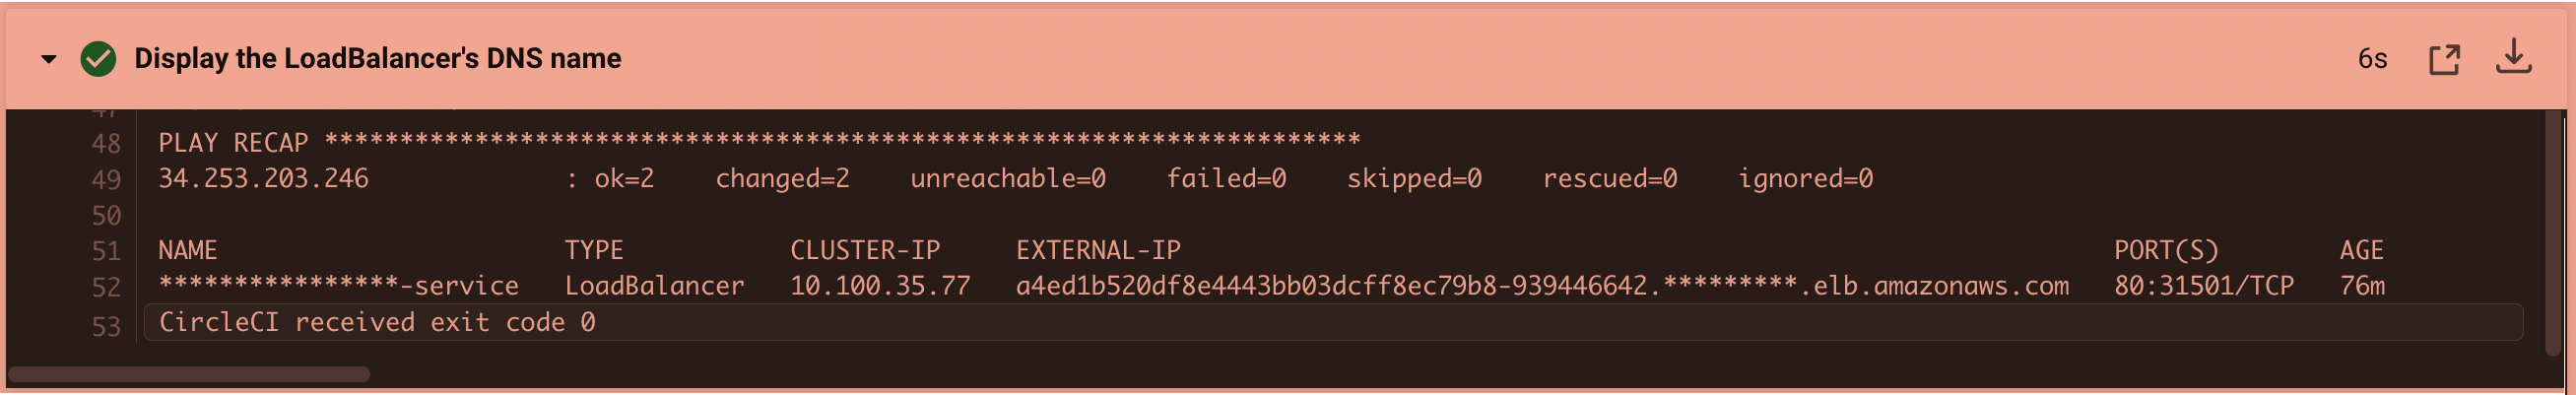 Display the LoadBalancer's DNS name 6s
48 PLAY RECAP *********************************************************************
49 34.253.203.246 : ok=2 changed=2 unreachable=0 failed=0 skipped=0 rescued=0 ignored=0
50
51 NAME TYPE CLUSTER-IP EXTERNAL-IP PORT(S) AGE
52 ****************-service LoadBalancer 10.100.35.77 a4ed1b520df8e4443bb03dcff8ec79b8-939446642.*********.elb.amazonaws.com 80:31501/TCP 76m
53 CircleCI received exit code 0